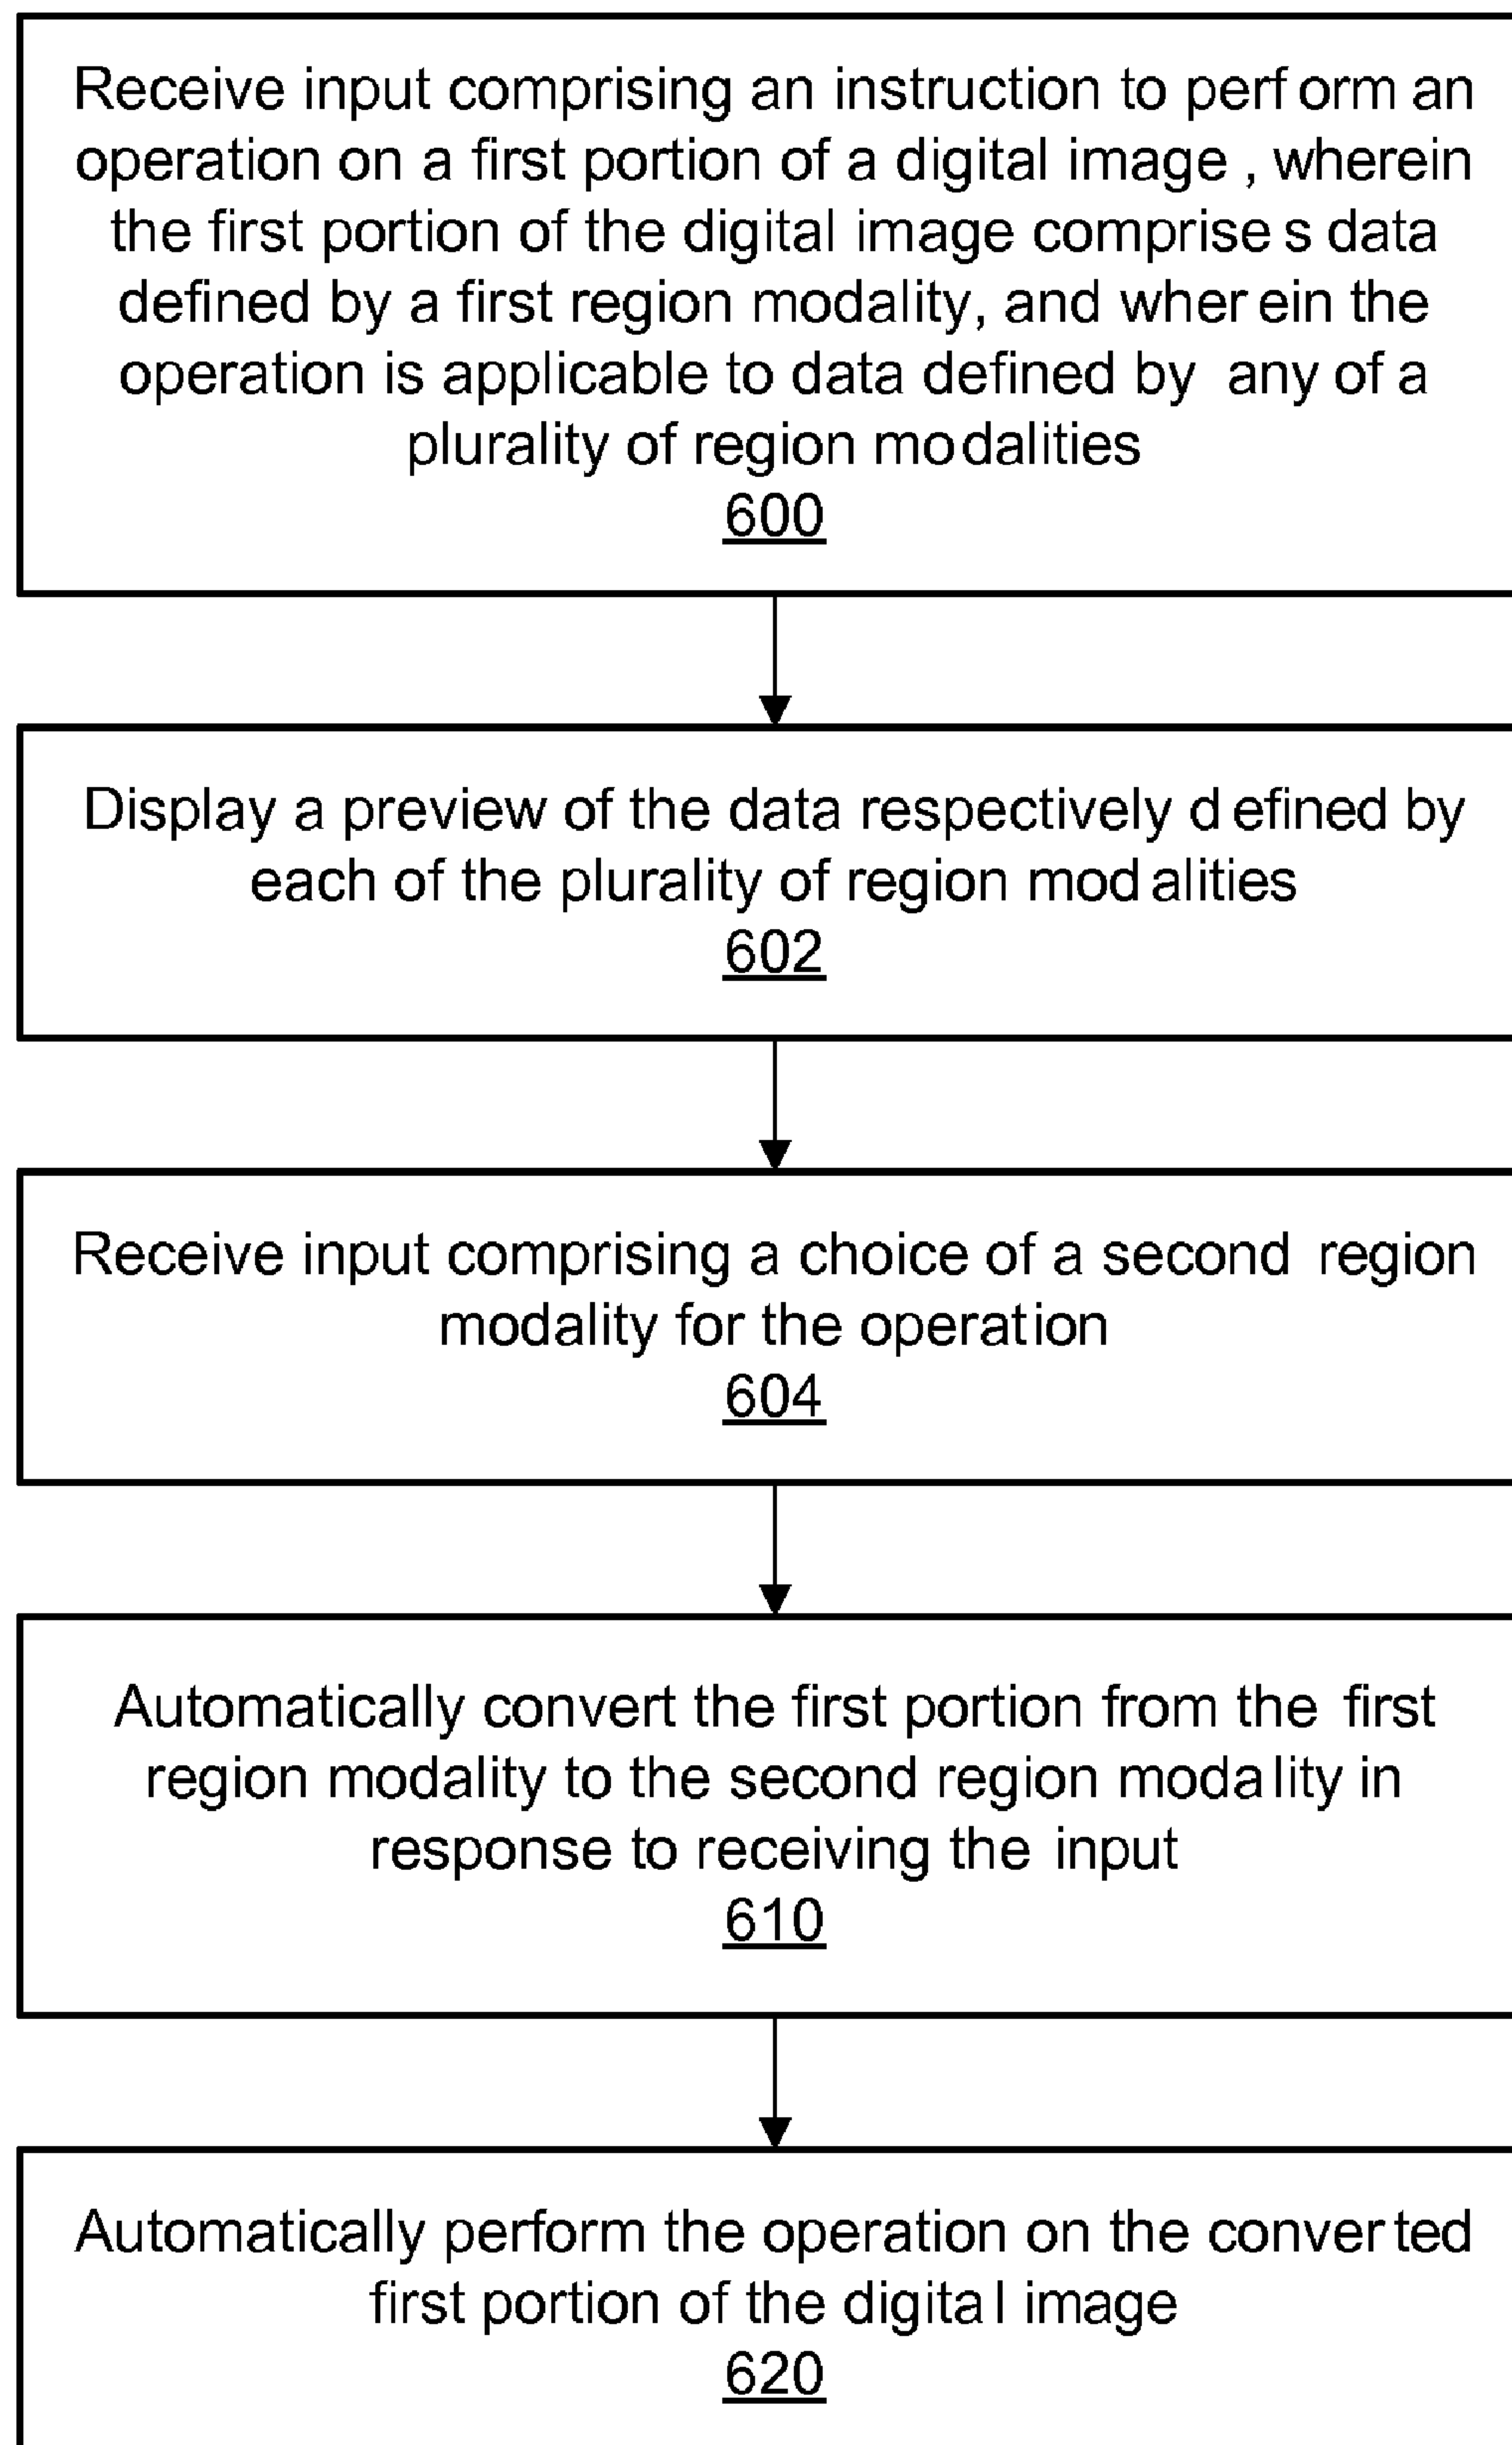 Receive input comprising an instruction to perform an
operation on a first portion of a digital image, wherein
the first portion of the digital image comprises data
defined by a first region modality, and wherein the
operation is applicable to data defined by any of a
plurality of region modalities
600
Display a preview of the data respectively defined by
each of the plurality of region modalities
602
Receive input comprising a choice of a second region
modality for the operation
604
Automatically convert the first portion from the first
region modality to the second region modality in
response to receiving the input
610
Automatically perform the operation on the converted
first portion of the digital image
620